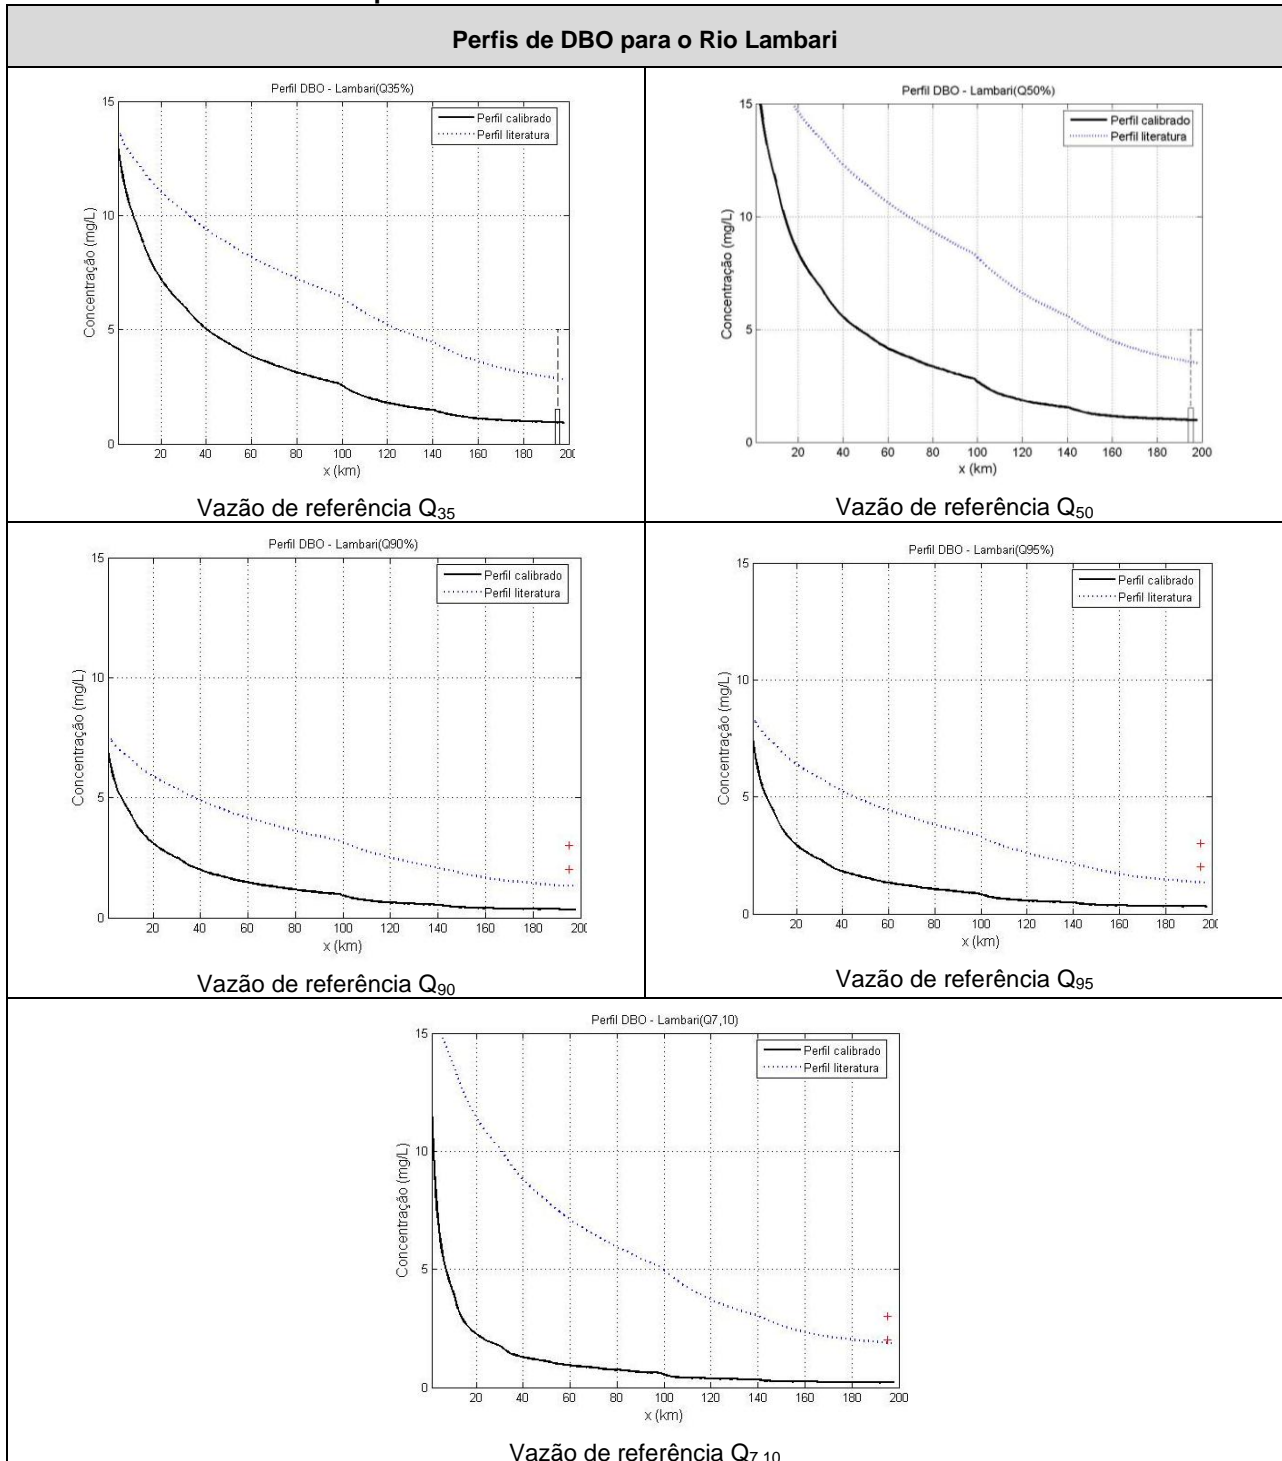 Perfis de DBO para o Rio Lambari
Perfil DBO - Lambari(Q35%)
Perfil calibrado
Perfil literatura
Concentração (mg/L)
15
10
5
0
20 40 60 80 100 120 140 160 180 200
x (km)
Vazão de referência Q35
Perfil DBO - Lambari(Q50%)
Perfil calibrado
Perfil literatura
Concentração (mg/L)
15
10
5
0
20 40 60 80 100 120 140 160 180 200
x (km)
Vazão de referência Q50
Perfil DBO - Lambari(Q90%)
Perfil calibrado
Perfil literatura
Concentração (mg/L)
15
10
5
0
20 40 60 80 100 120 140 160 180 200
x (km)
Vazão de referência Q90
Perfil DBO - Lambari(Q95%)
Perfil calibrado
Perfil literatura
Concentração (mg/L)
15
10
5
0
20 40 60 80 100 120 140 160 180 20
x (km)
Vazão de referência Q95
Perfil DBO - Lambari(Q7,10)
Perfil calibrado
Perfil literatura
Concentração (mg/L)
15
10
5
0
20 40 60 80 100 120 140 160 180 200
x (km)
Vazão de referência Q7,10